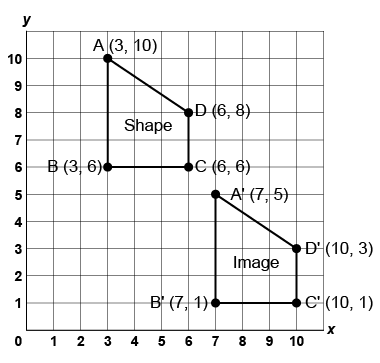 y
A (3, 10)
10
9
8
D (6, 8)
Shape
7
B (3, 6)
C (6, 6)
6
5
A' (7, 5)
4
3
D' (10, 3)
Image
2
B' (7, 1)
C' (10, 1)
1
0 1 2 3 4 5 6 7 8 9 10 x